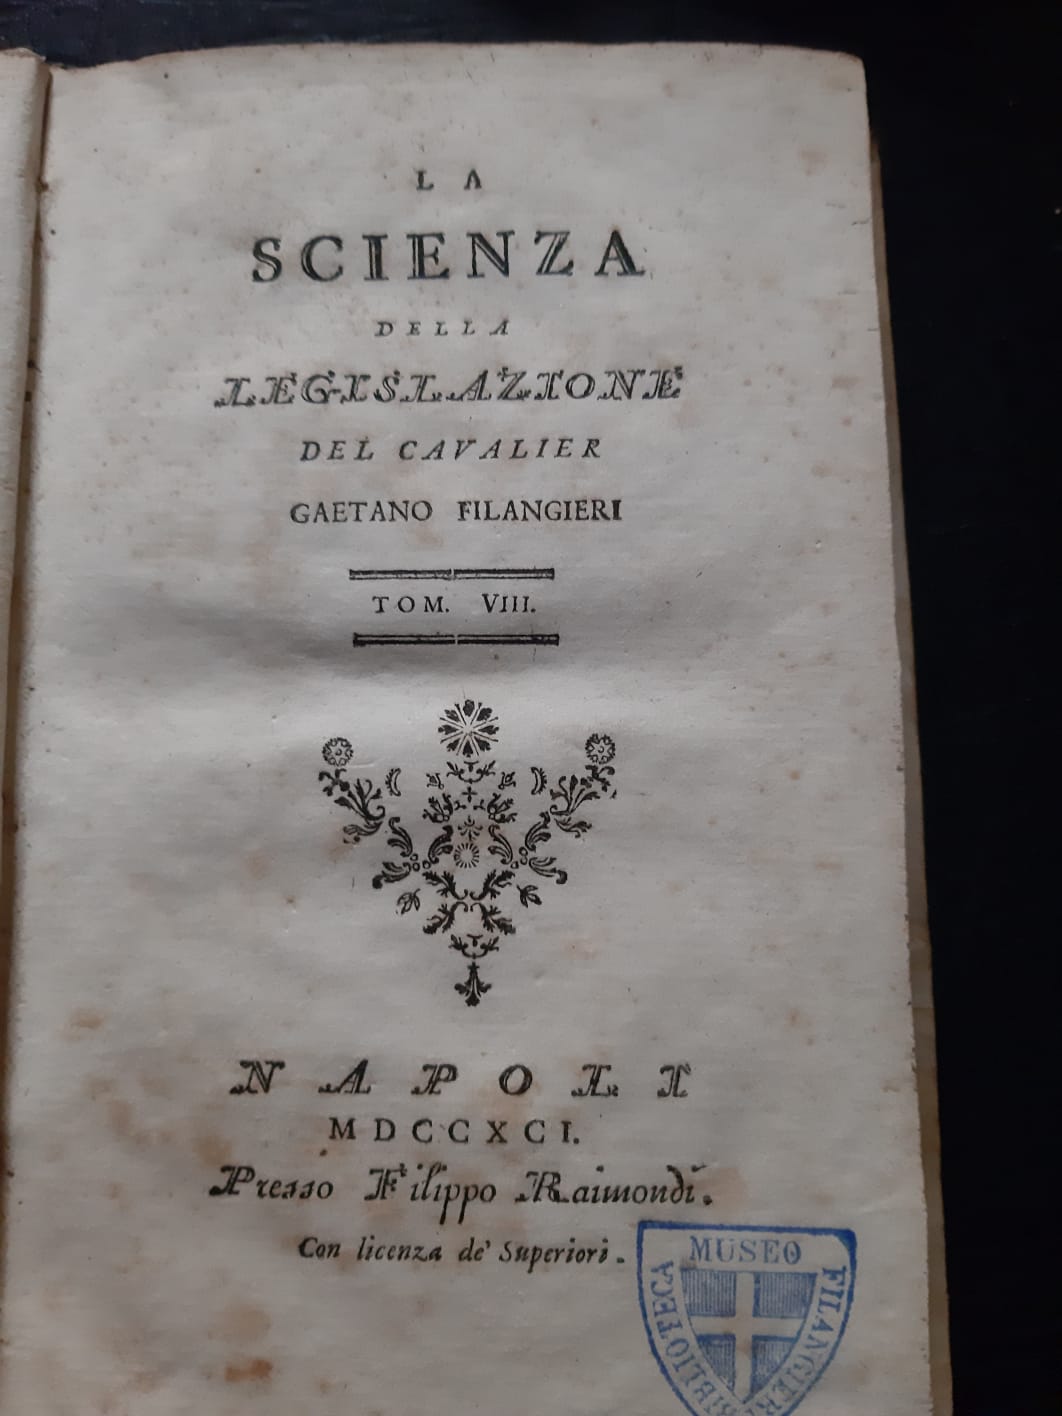 LA
SCIENZA
DELLA
LEGISLAZIONE
DEL CAVALIER
GAETANO FILANGIERI
TOM. VIII.
NAPOLI
MDCCXCI.
Presso Filippo Raimondi.
Con licenza de' Superiori.
MUSEO
BIBLIOTECA
FILANGIERI